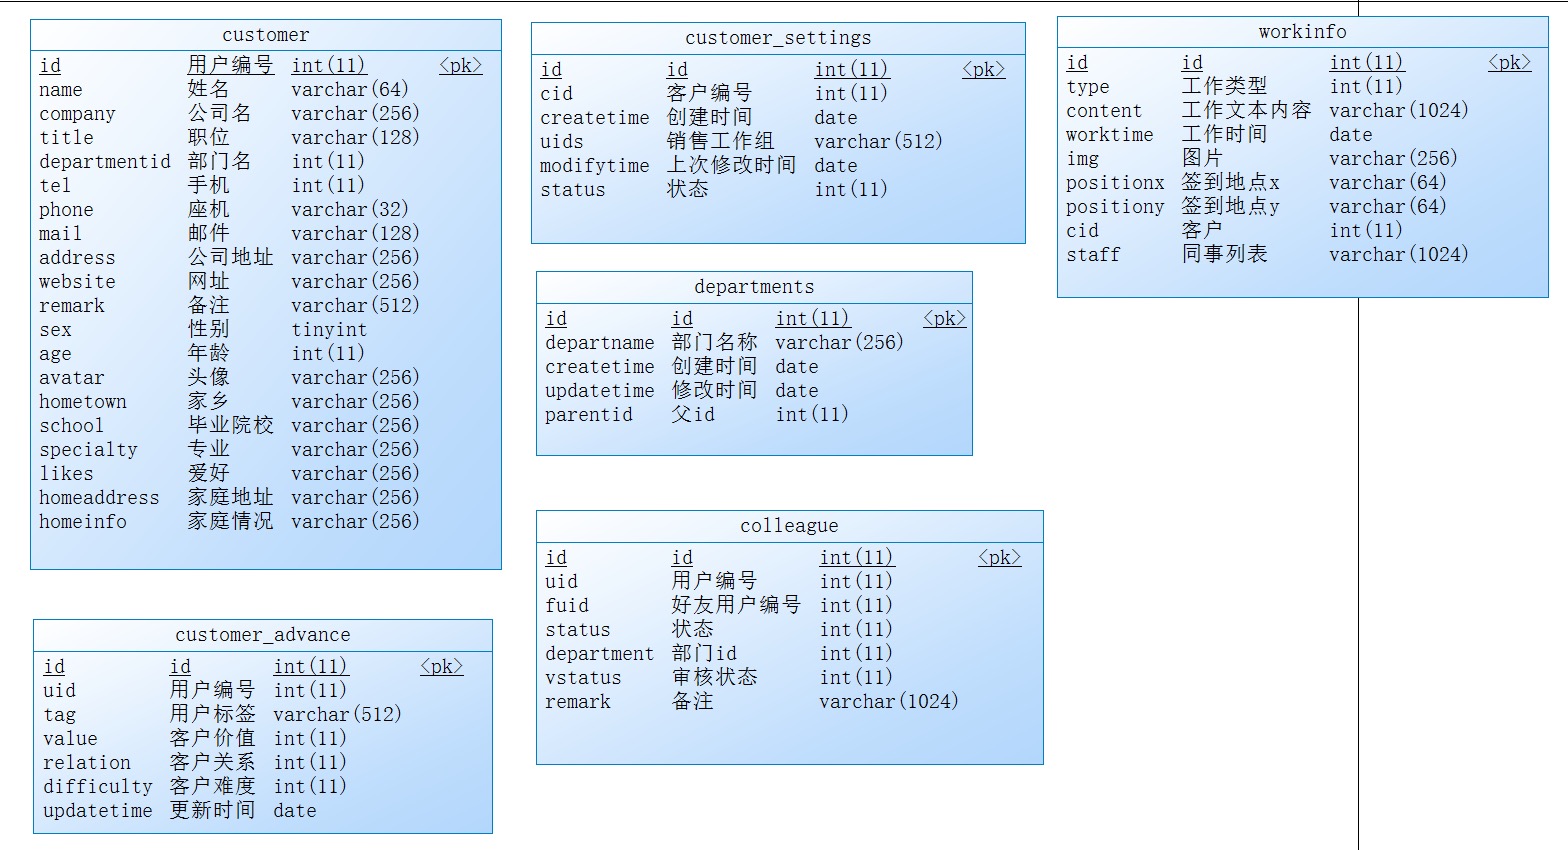 customer
id 用户编号 int(11) <pk>
name 姓名 varchar(64)
company 公司名 varchar(256)
title 职位 varchar(128)
departmentid 部门名 int(11)
tel 手机 int(11)
phone 座机 varchar(32)
mail 邮件 varchar(128)
address 公司地址 varchar(256)
website 网址 varchar(256)
remark 备注 varchar(512)
sex 性别 tinyint
age 年龄 int(11)
avatar 头像 varchar(256)
hometown 家乡 varchar(256)
school 毕业院校 varchar(256)
specialty 专业 varchar(256)
likes 爱好 varchar(256)
homeaddress 家庭地址 varchar(256)
homeinfo 家庭情况 varchar(256)
customer_advance
id id int(11) <pk>
uid 用户编号 int(11)
tag 用户标签 varchar(512)
value 客户价值 int(11)
relation 客户关系 int(11)
difficulty 客户难度 int(11)
updatetime 更新时间 date
customer_settings
id id int(11) <pk>
cid 客户编号 int(11)
createtime 创建时间 date
uids 销售工作组 varchar(512)
modifytime 上次修改时间 date
status 状态 int(11)
departments
id id int(11) <pk>
departname 部门名称 varchar(256)
createtime 创建时间 date
updatetime 修改时间 date
parentid 父id int(11)
colleague
id id int(11) <pk>
uid 用户编号 int(11)
fuid 好友用户编号 int(11)
status 状态 int(11)
department 部门id int(11)
vstatus 审核状态 int(11)
remark 备注 varchar(1024)
workinfo
id id int(11) <pk>
type 工作类型 int(11)
content 工作文本内容 varchar(1024)
worktime 工作时间 date
img 图片 varchar(256)
positionx 签到地点x varchar(64)
positiony 签到地点y varchar(64)
cid 客户 int(11)
staff 同事列表 varchar(1024)